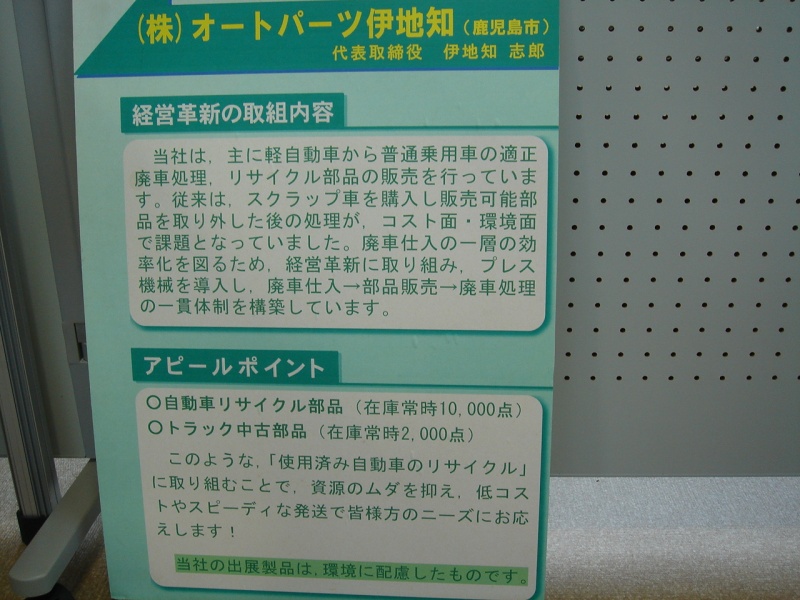 (株)オートパーツ伊地知(鹿児島市)
代表取締役 伊地知 志郎
経営革新の取組内容
当社は，主に軽自動車から普通乗用車の適正
廃車処理，リサイクル部品の販売を行っていま
す。従来は，スクラップ車を購入し販売可能部
品を取り外した後の処理が，コスト面・環境面
で課題となっていました。廃車仕入の一層の効
率化を図るため，経営革新に取り組み，プレス
機械を導入し，廃車仕入→部品販売→廃車処理
の一貫体制を構築しています。
アピールポイント
○自動車リサイクル部品（在庫常時10,000点）
○トラック中古部品（在庫常時2,000点）
このような，「使用済み自動車のリサイクル」
に取り組むことで，資源のムダを抑え，低コス
トやスピーディな発送で皆様方のニーズにお応
えします！
当社の出展製品は，環境に配慮したものです。